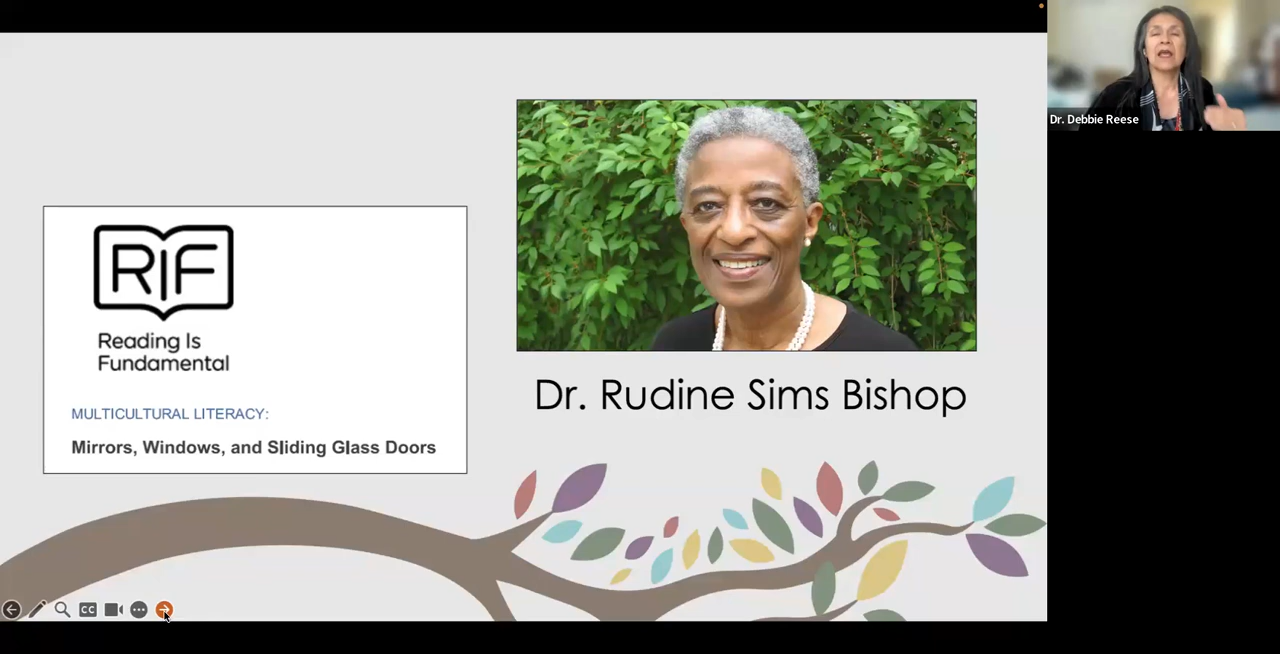 RIF
Reading Is
Fundamental
MULTICULTURAL LITERACY:
Mirrors, Windows, and Sliding Glass Doors
Dr. Rudine Sims Bishop
Dr. Debbie Reese
CC